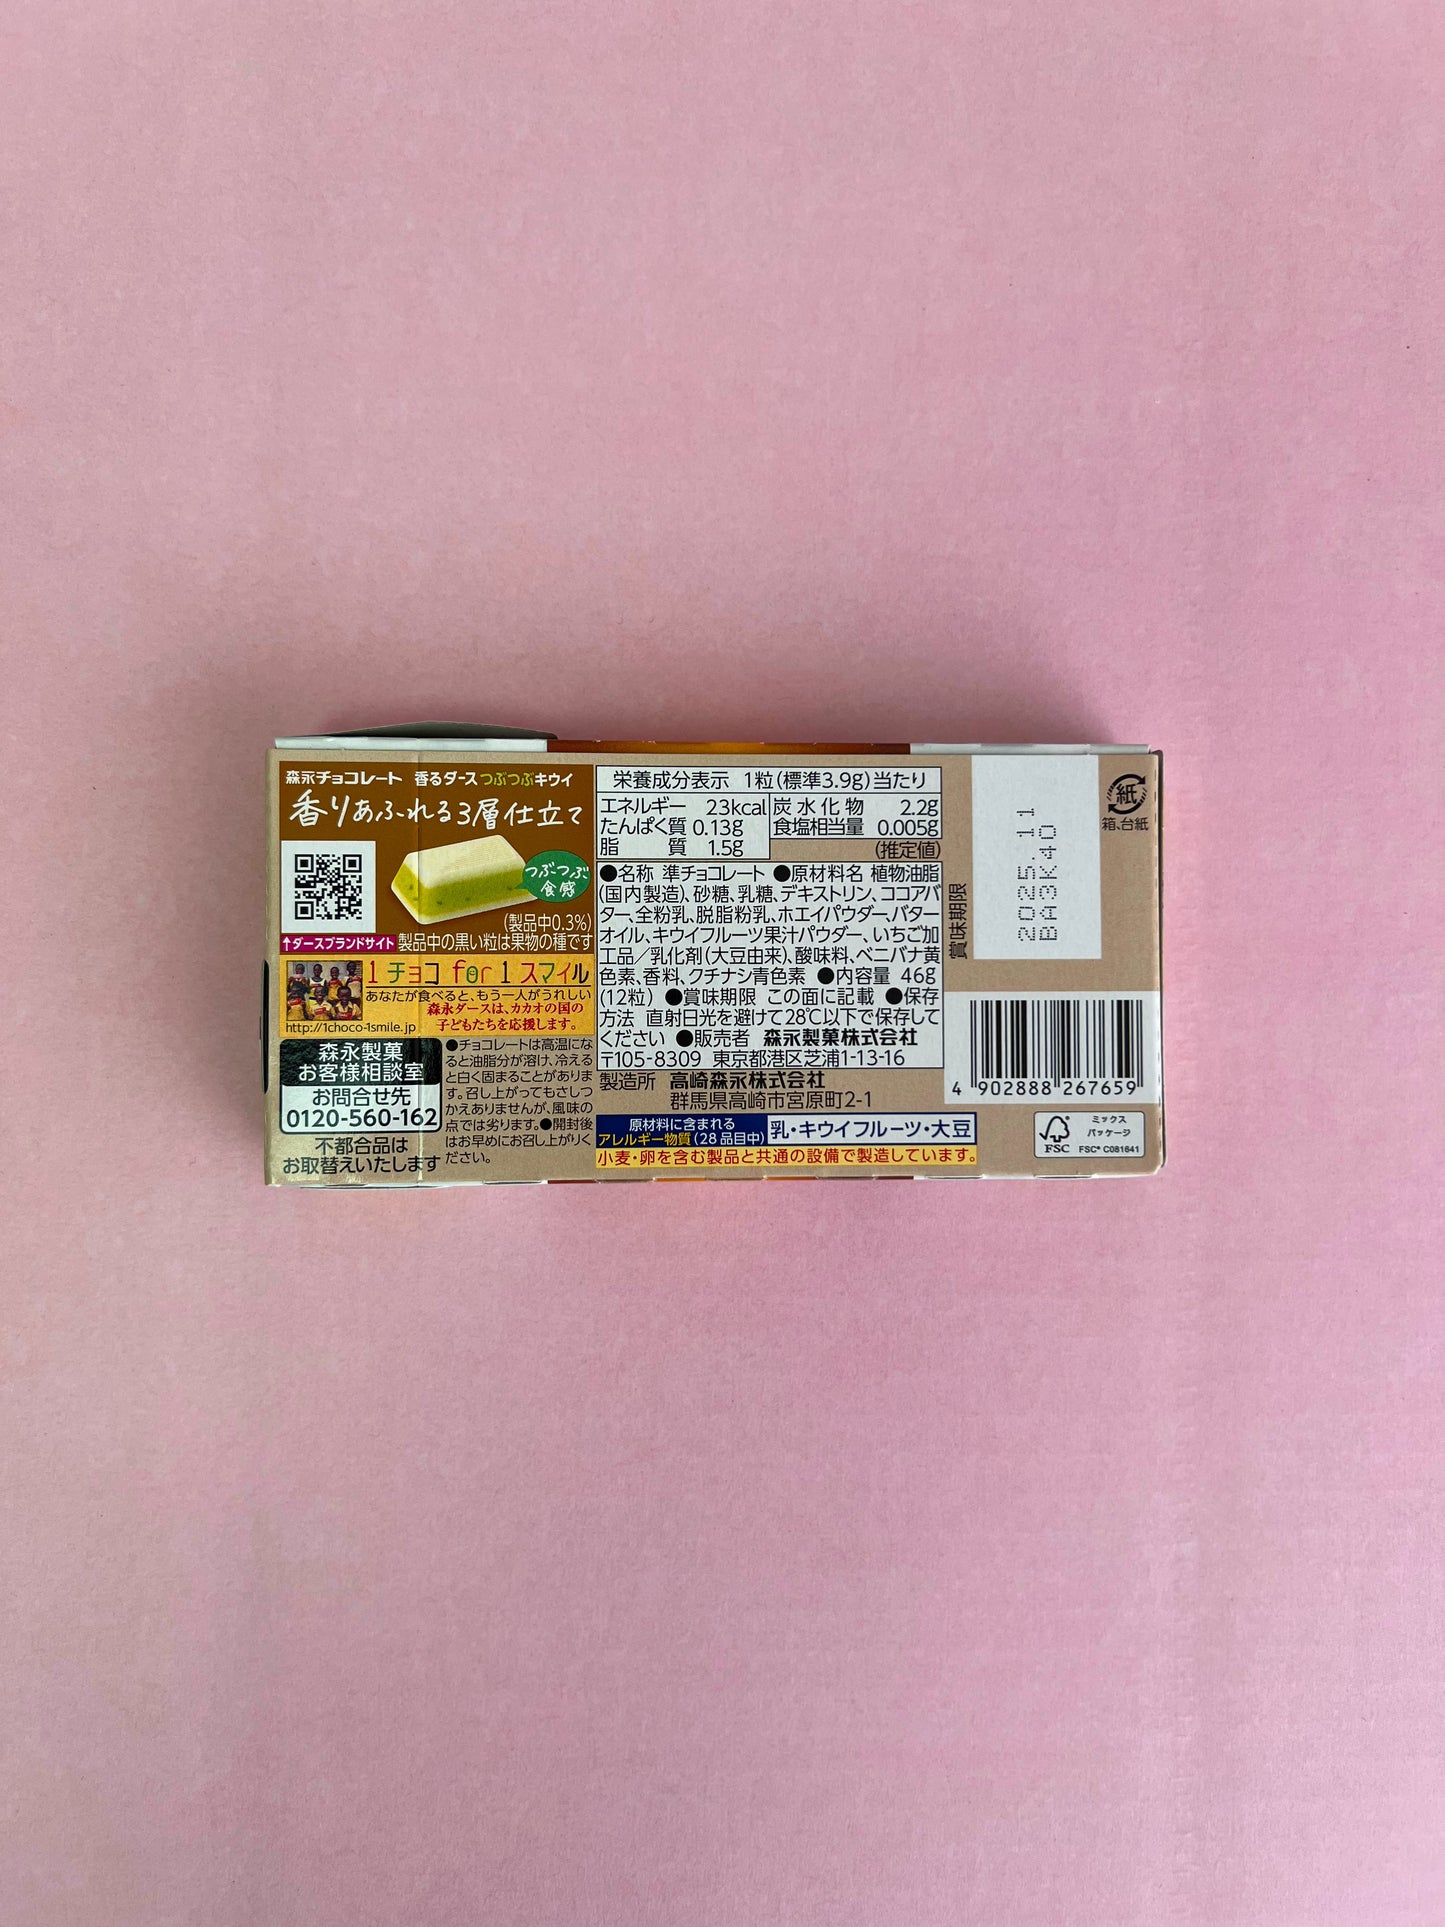 森永チョコレート 香るダース つぶつぶキウイ
香りあふれる3層仕立て
つぶつぶ
食感
(製品中0.3%)
↑ダースブランドサイト
製品中の黒い粒は果物の種です
1 チョコ for 1 スマイル
あなたが食べると、もう一人がうれしい
森永ダースは、カカオの国の
子どもたちを応援します。
http://1choco-1smile.jp
森永製菓
お客様相談室
お問合せ先
0120-560-162
不都合品は
お取替えいたします
●チョコレートは高温にな
ると油脂分が溶け、冷える
と白く固まることがありま
す。召し上がってもさしつ
かえありませんが、風味の
点では劣ります。●開封後
はお早めにお召し上がりく
ださい。
栄養成分表示 1粒(標準3.9g)当たり
エネルギー 23kcal 炭水化物 2.2g
たんぱく質 0.13g 食塩相当量 0.005g
脂質 1.5g
(推定値)
●名称 準チョコレート ●原材料名 植物油脂
(国内製造)、砂糖、乳糖、デキストリン、ココアバ
ター、全粉乳、脱脂粉乳、ホエイパウダー、バター
オイル、キウイフルーツ果汁パウダー、いちご加
工品／乳化剤(大豆由来)、酸味料、ベニバナ黄
色素、香料、クチナシ青色素 ●内容量 46g
(12粒) ●賞味期限 この面に記載 ●保存
方法 直射日光を避けて28℃以下で保存して
ください ●販売者 森永製菓株式会社
〒105-8309 東京都港区芝浦1-13-16
製造所 高崎森永株式会社
群馬県高崎市宮原町2-1
原材料に含まれる
アレルギー物質(28品目中)
乳・キウイフルーツ・大豆
小麦・卵を含む製品と共通の設備で製造しています。
賞味期限
2025.11
BA3K40
紙
箱、台紙
4 902888 267659
FSC
ミックス
パッケージ
FSC® C081641